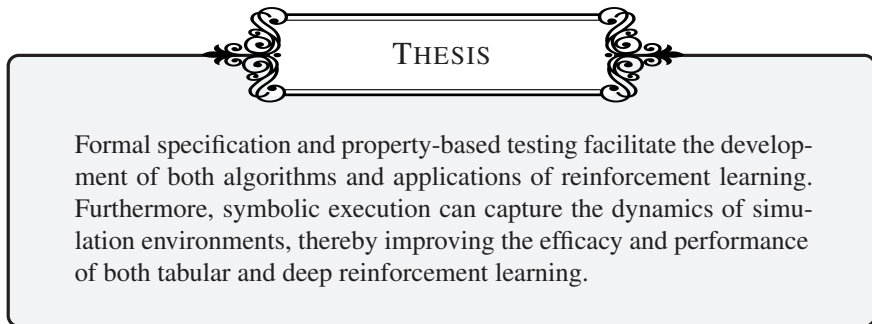 THESIS
Formal specification and property-based testing facilitate the develop-
ment of both algorithms and applications of reinforcement learning.
Furthermore, symbolic execution can capture the dynamics of simu-
lation environments, thereby improving the efficacy and performance
of both tabular and deep reinforcement learning.